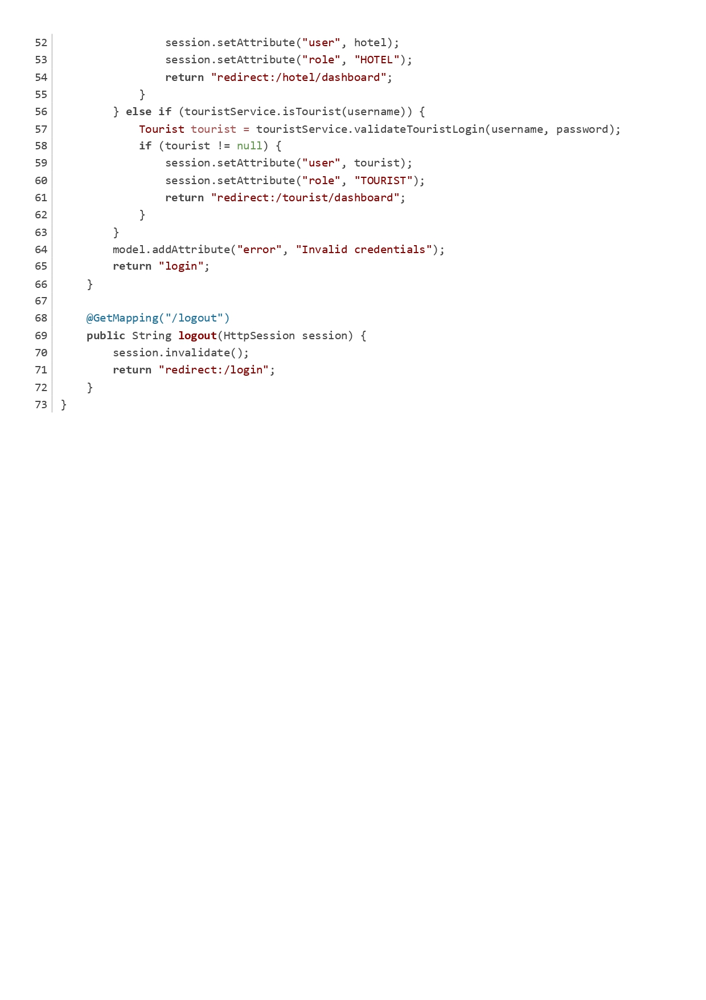 52                 session.setAttribute("user", hotel);
53                 session.setAttribute("role", "HOTEL");
54                 return "redirect:/hotel/dashboard";
55             }
56         } else if (touristService.isTourist(username)) {
57             Tourist tourist = touristService.validateTouristLogin(username, password);
58             if (tourist != null) {
59                 session.setAttribute("user", tourist);
60                 session.setAttribute("role", "TOURIST");
61                 return "redirect:/tourist/dashboard";
62             }
63         }
64         model.addAttribute("error", "Invalid credentials");
65         return "login";
66     }
67
68     @GetMapping("/logout")
69     public String logout(HttpSession session) {
70         session.invalidate();
71         return "redirect:/login";
72     }
73 }